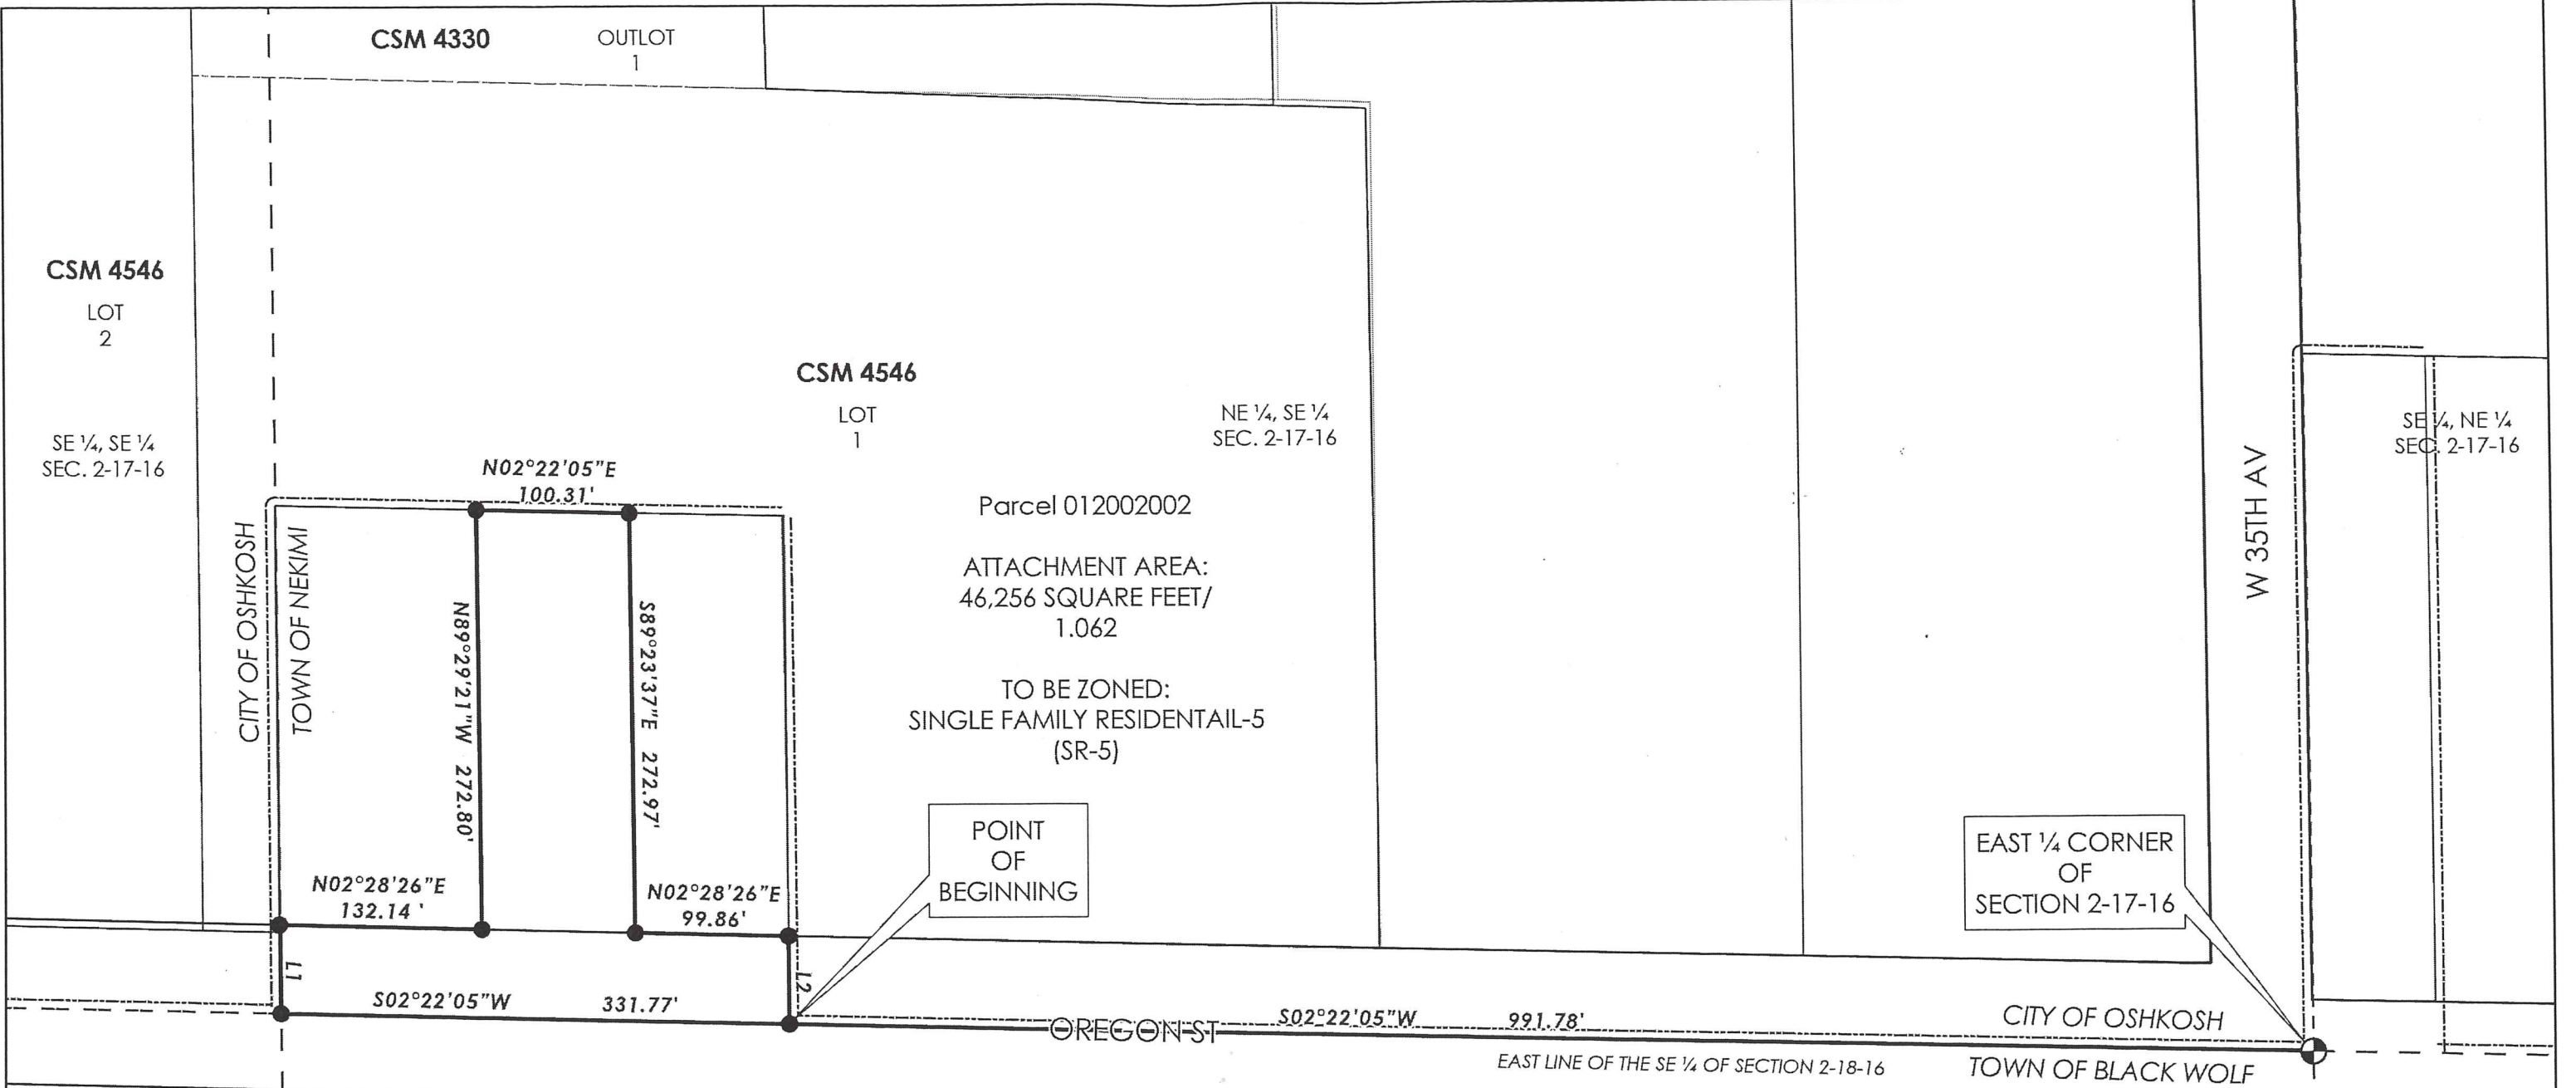 CSM 4330
OUTLOT
1
CSM 4546
LOT
2
SE ¼, SE ¼
SEC. 2-17-16
CSM 4546
LOT
1
NE ¼, SE ¼
SEC. 2-17-16
SE ¼, NE ¼
SEC. 2-17-16
N02°22'05"E
100.31'
Parcel 012002002
ATTACHMENT AREA:
46,256 SQUARE FEET/
1.062
TO BE ZONED:
SINGLE FAMILY RESIDENTAIL-5
(SR-5)
CITY OF OSHKOSH
TOWN OF NEKIMI
N89°29'21"W 272.80'
S89°23'37"E 272.97'
W 35TH AV
POINT
OF
BEGINNING
EAST ¼ CORNER
OF
SECTION 2-17-16
N02°28'26"E
132.14 '
N02°28'26"E
99.86'
L1
L2
S02°22'05"W 331.77'
OREGON ST
S02°22'05"W 991.78'
CITY OF OSHKOSH
EAST LINE OF THE SE ¼ OF SECTION 2-18-16
TOWN OF BLACK WOLF